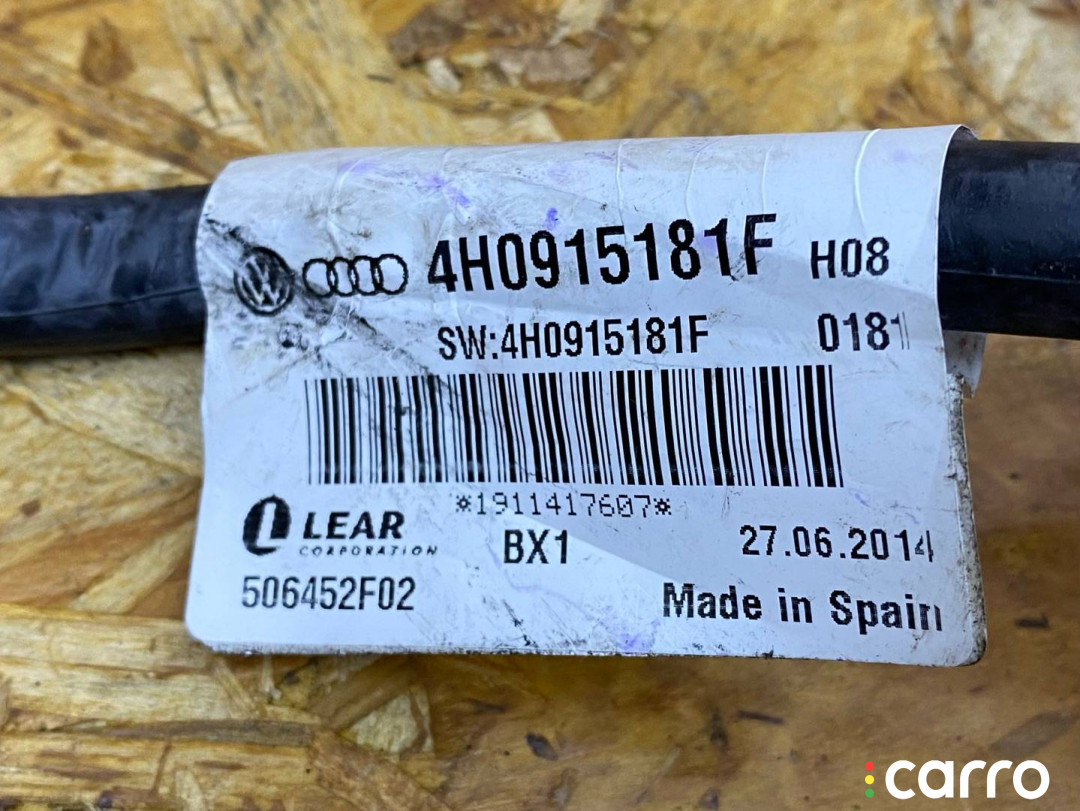 4H0915181F H08
SW:4H0915181F 0181
*1911417607*
LEAR
CORPORATION
BX1 27.06.2014
506452F02 Made in Spain
carro